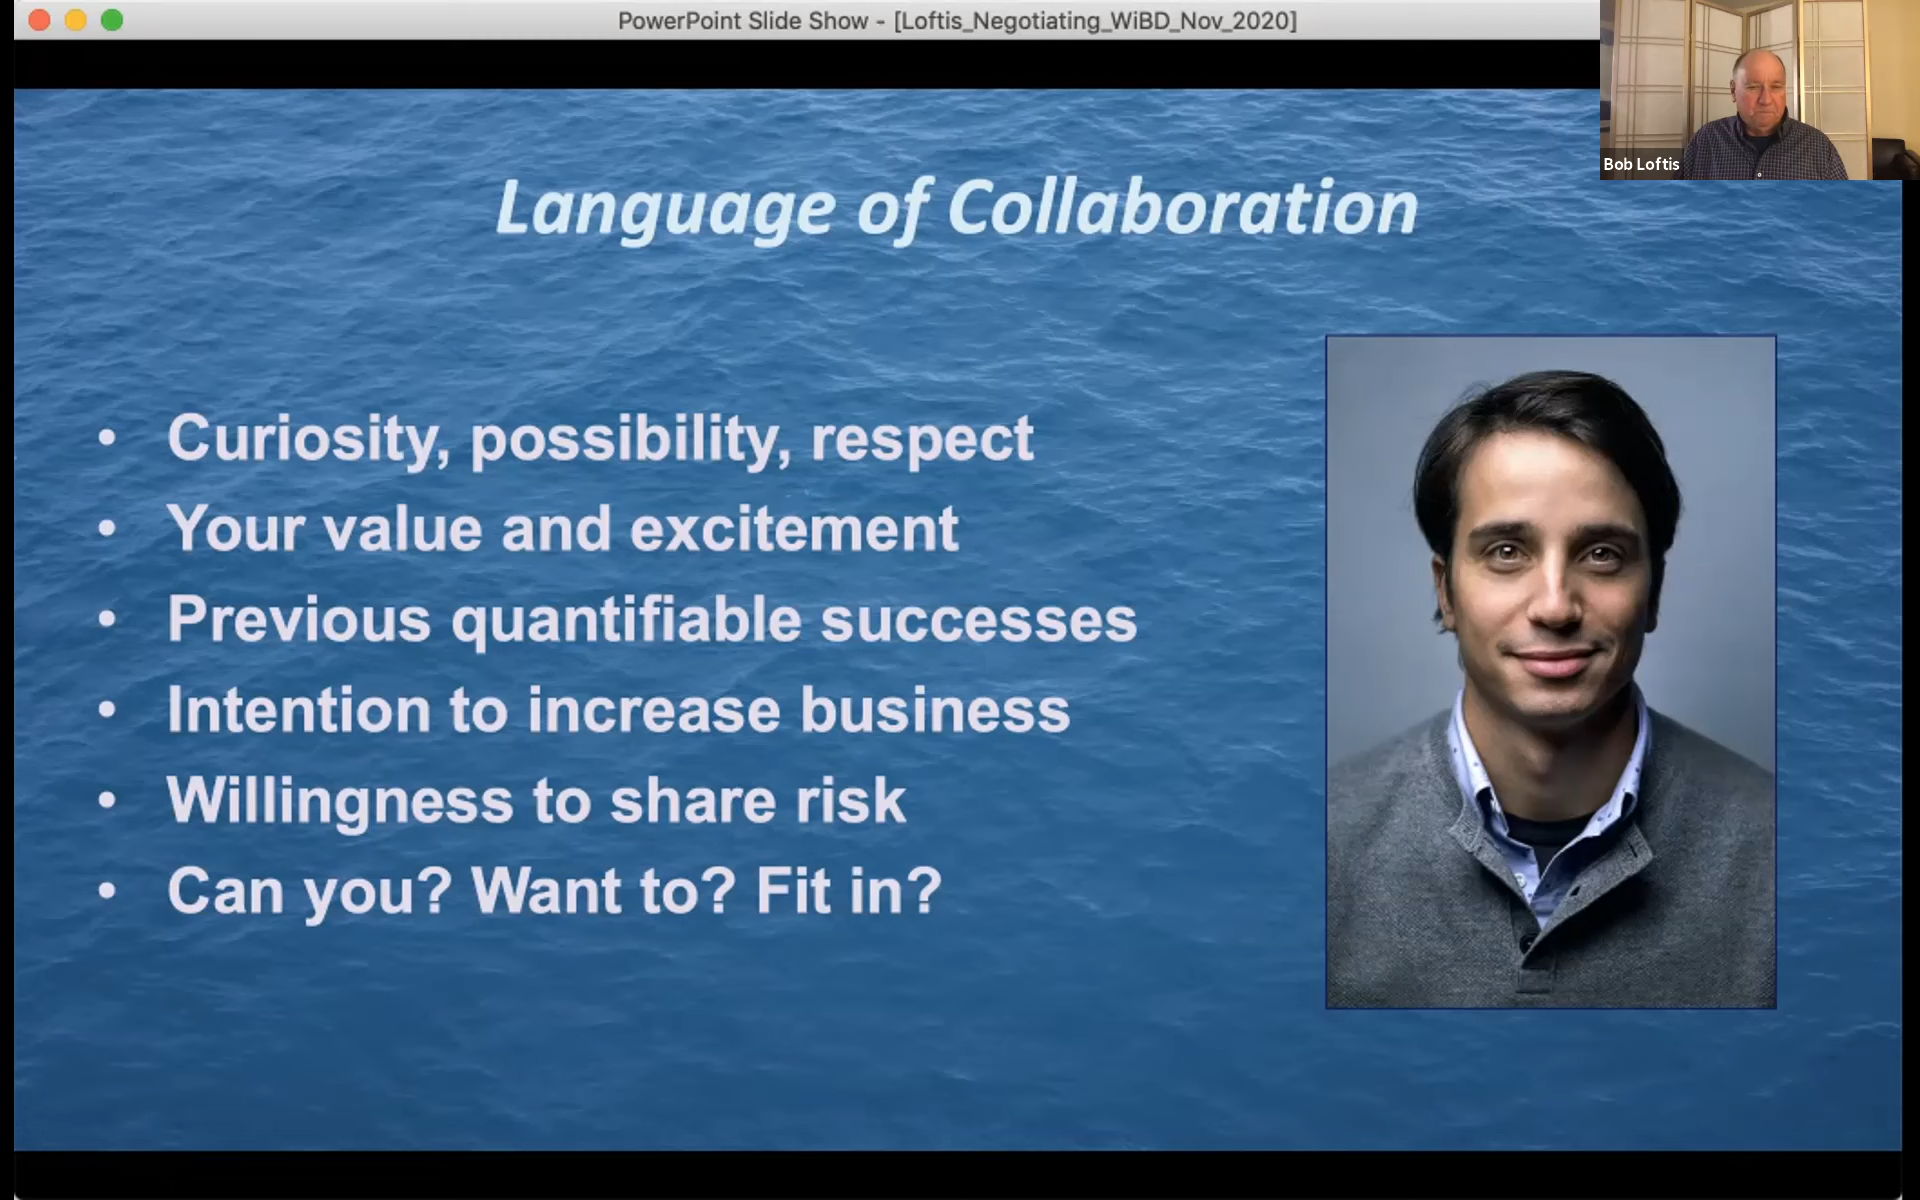 PowerPoint Slide Show - [Loftis_Negotiating_WiBD_Nov_2020]
Bob Loftis
Language of Collaboration
• Curiosity, possibility, respect
• Your value and excitement
• Previous quantifiable successes
• Intention to increase business
• Willingness to share risk
• Can you? Want to? Fit in?